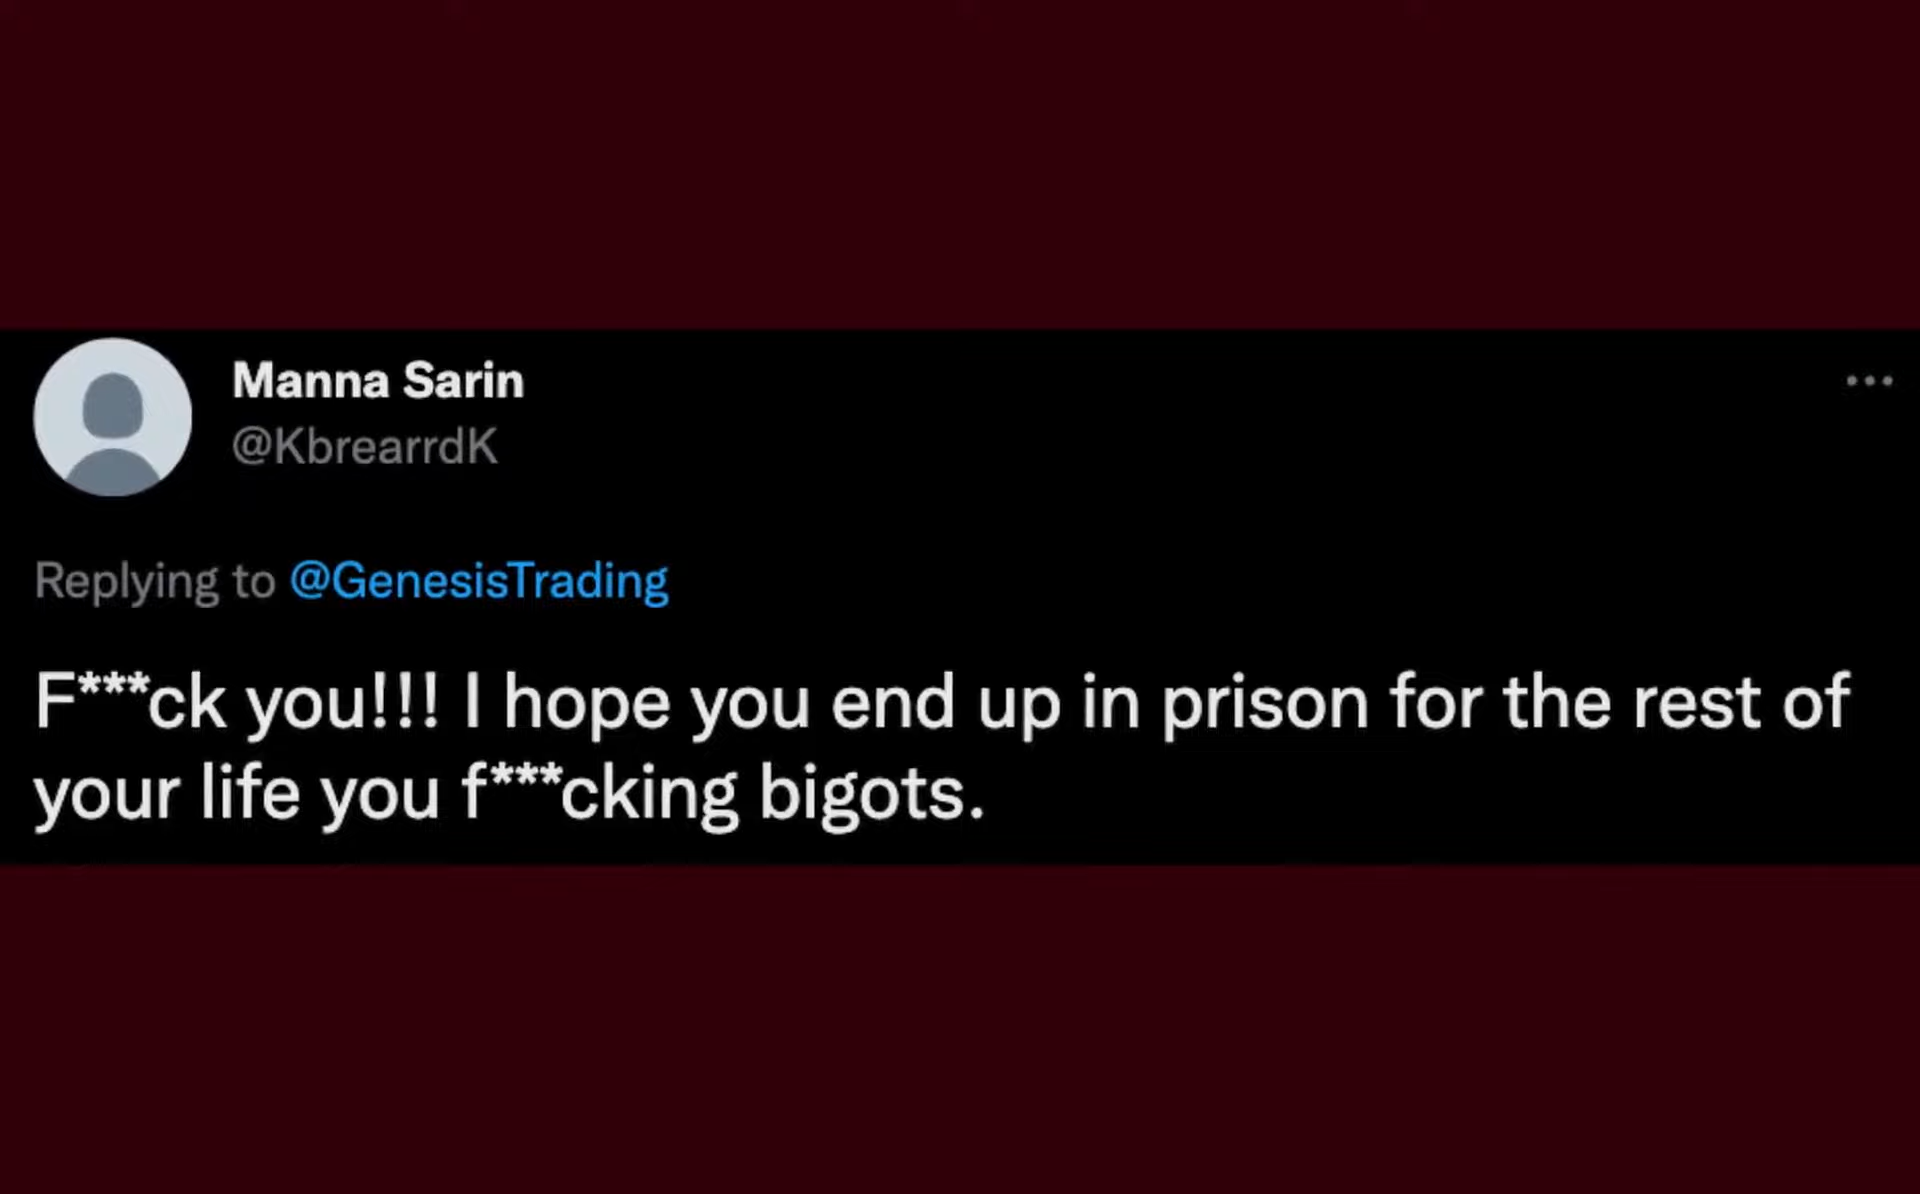 Manna Sarin
@KbrearrdK
Replying to @GenesisTrading
F***ck you!!! I hope you end up in prison for the rest of
your life you f***cking bigots.